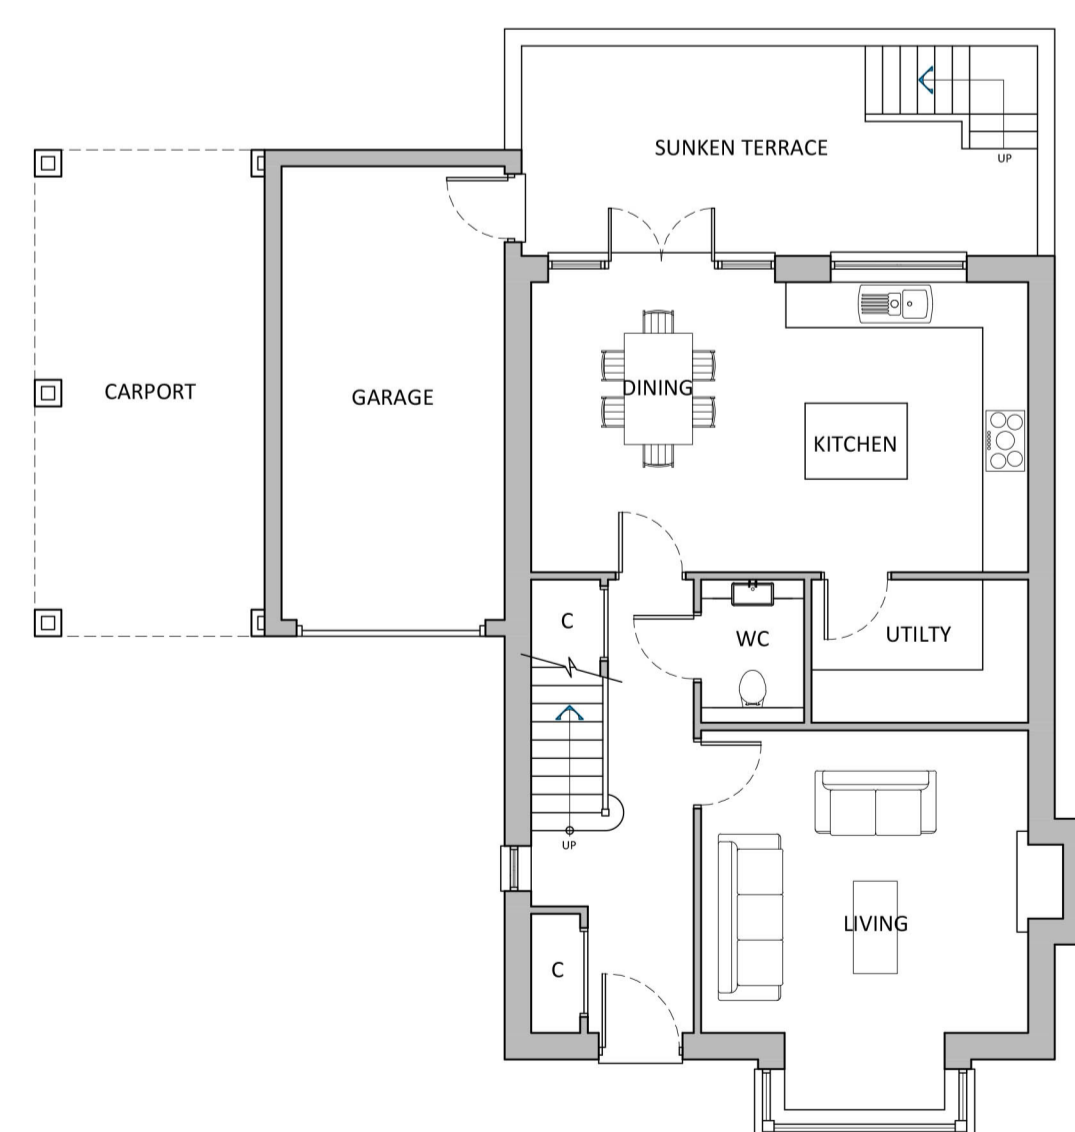 SUNKEN TERRACE
UP
CARPORT
GARAGE
DINING
KITCHEN
C
WC
UTILTY
UP
LIVING
C